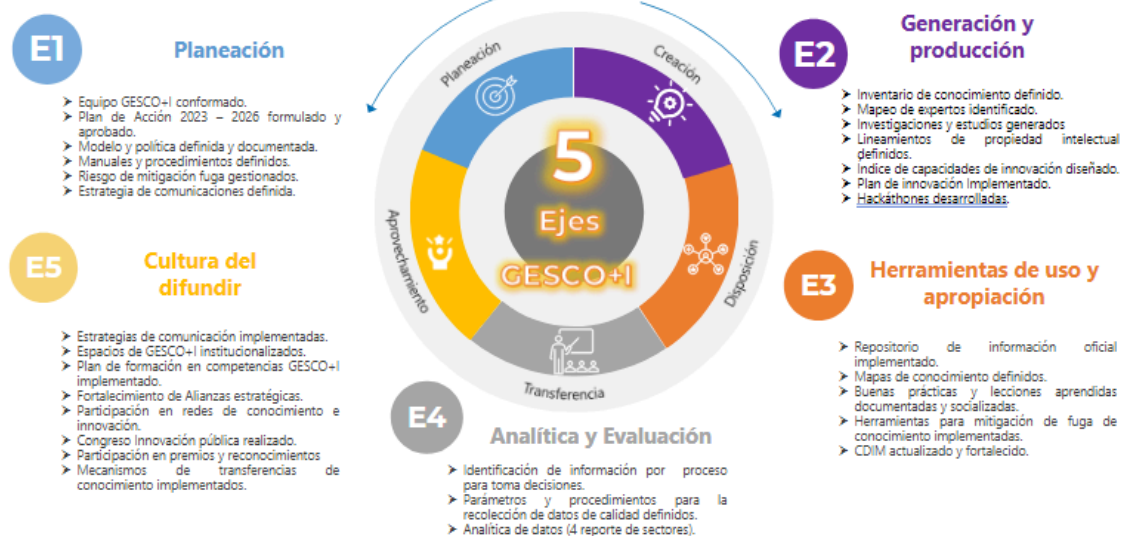 E1
Planeación
➤ Equipo GESCO+I conformado.
➤ Plan de Acción 2023 – 2026 formulado y
aprobado.
➤ Modelo y política definida y documentada.
➤ Manuales y procedimientos definidos.
➤ Riesgo de mitigación fuga gestionados.
➤ Estrategia de comunicaciones definida.
E2
Generación y
producción
➤ Inventario de conocimiento definido.
➤ Mapeo de expertos identificado.
➤ Investigaciones y estudios generados
➤ Lineamientos de propiedad intelectual
definidos.
➤ Indice de capacidades de innovación diseñado.
➤ Plan de innovación Implementado.
➤ Hackáthones desarrolladas.
Planeación
Creación
Disposición
Transferencia
Aprovechamiento
5
Ejes
GESCO+I
E5
Cultura del
difundir
➤ Estrategias de comunicación implementadas.
➤ Espacios de GESCO+I institucionalizados.
➤ Plan de formación en competencias GESCO+I
implementado.
➤ Fortalecimiento de Alianzas estratégicas.
➤ Participación en redes de conocimiento e
innovación.
➤ Congreso Innovación pública realizado.
➤ Participación en premios y reconocimientos
➤ Mecanismos de transferencias de
conocimiento implementados.
E3
Herramientas de uso y
apropiación
➤ Repositorio de información oficial
implementado.
➤ Mapas de conocimiento definidos.
➤ Buenas prácticas y lecciones aprendidas
documentadas y socializadas.
➤ Herramientas para mitigación de fuga de
conocimiento implementadas.
➤ CDIM actualizado y fortalecido.
E4
Analítica y Evaluación
➤ Identificación de información por proceso
para toma decisiones.
➤ Parámetros y procedimientos para la
recolección de datos de calidad definidos.
➤ Analítica de datos (4 reporte de sectores).